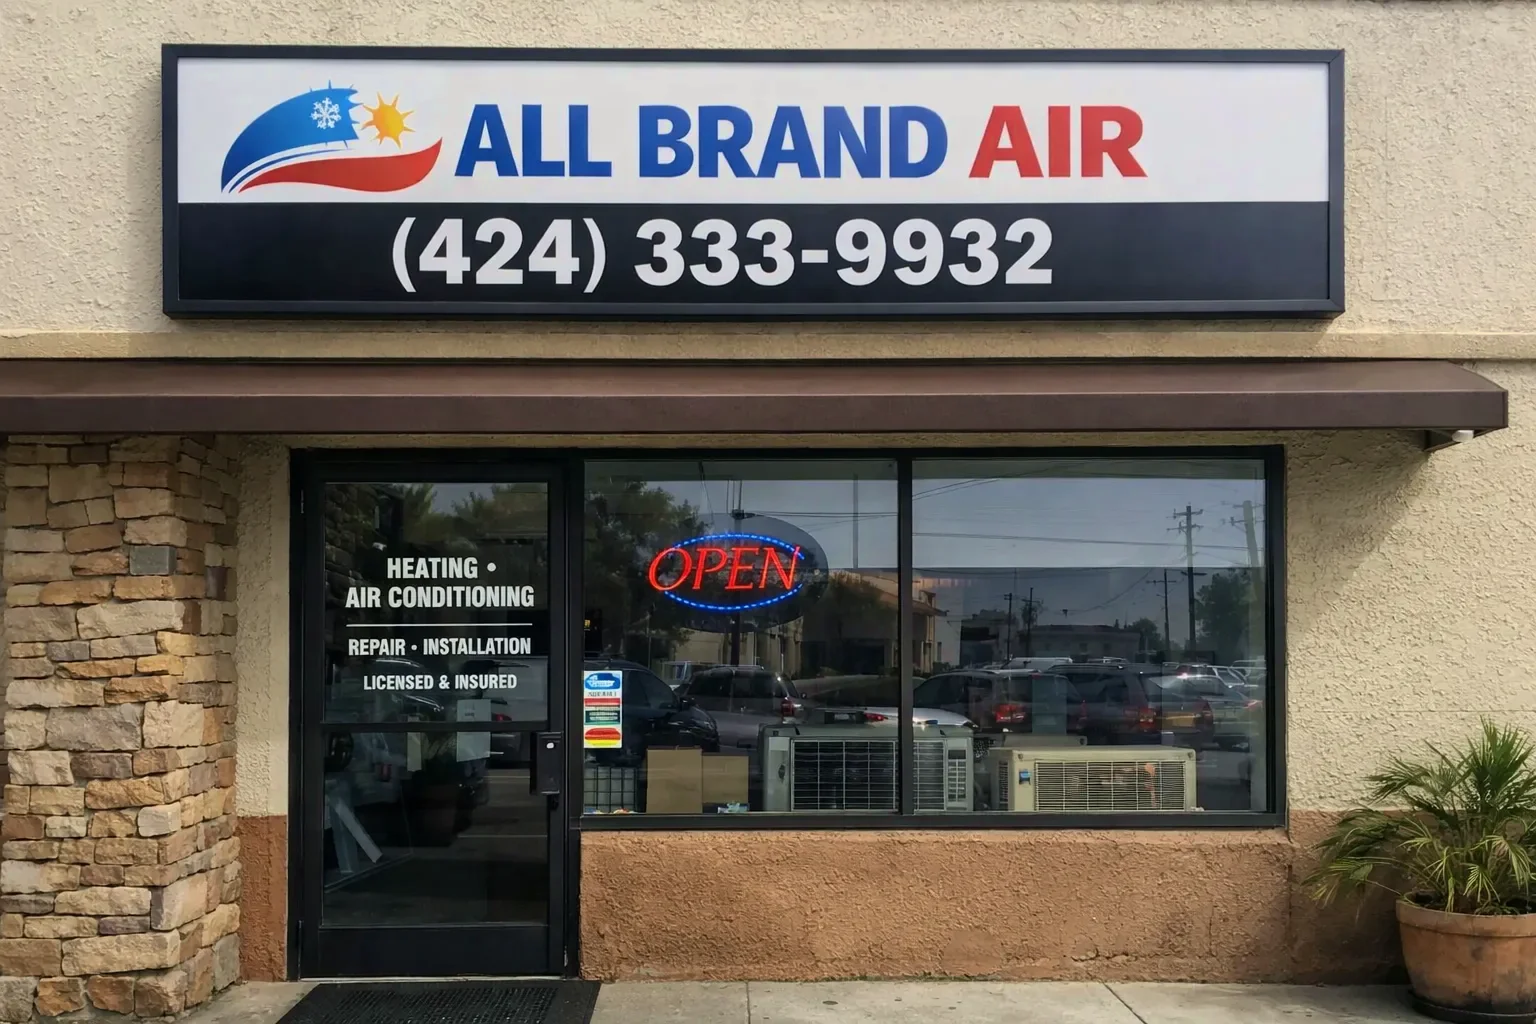 ALL BRAND AIR
(424) 333-9932
HEATING •
AIR CONDITIONING
REPAIR · INSTALLATION
LICENSED & INSURED
OPEN